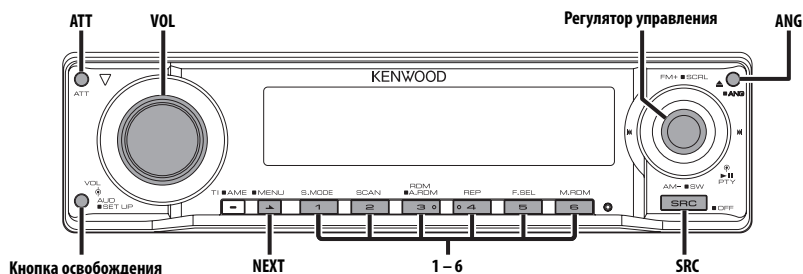 ATT VOL Регулятор управления ANG
KENWOOD
ATT
FM+ ■SCRL
■ANG
VOL
AUD
■SET UP
TI ■AME ■MENU S.MODE SCAN RDM ■A.RDM REP F.SEL M.RDM
1 2 3 4 5 6
PTY
AM– ■SW
SRC ■OFF
Кнопка освобождения NEXT 1 – 6 SRC